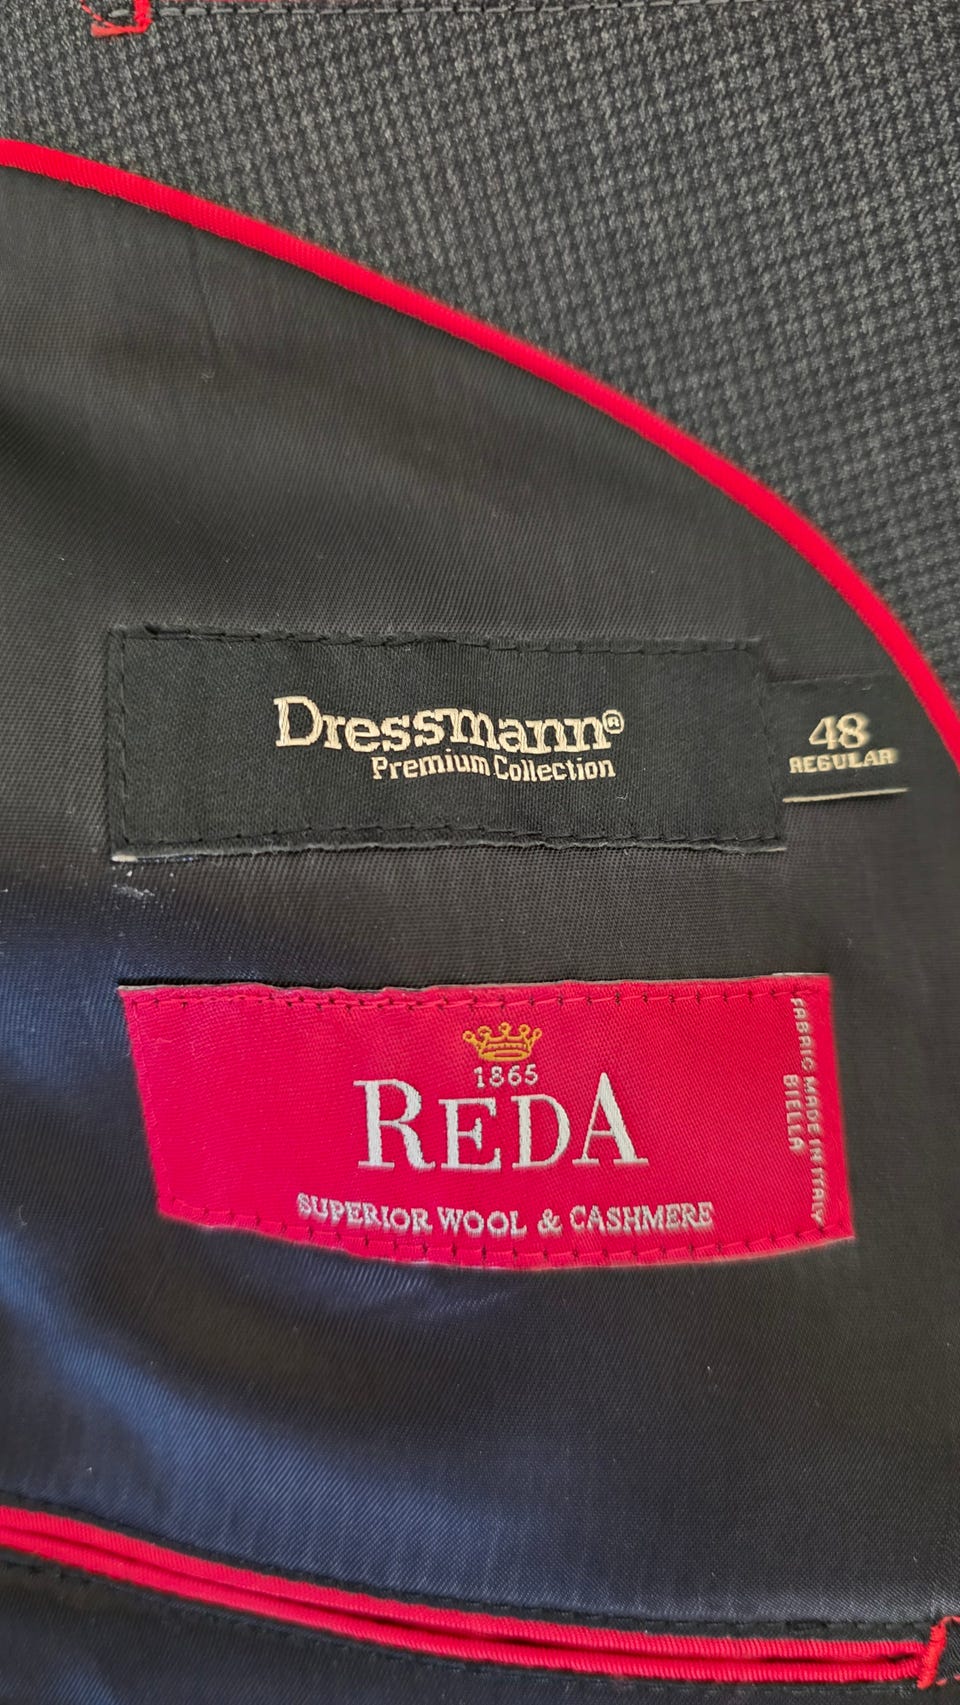 Dressmann®
Premium Collection
48
REGULAR
1865
REDA
SUPERIOR WOOL & CASHMERE
FABRIC MADE IN ITALY
BIELLA